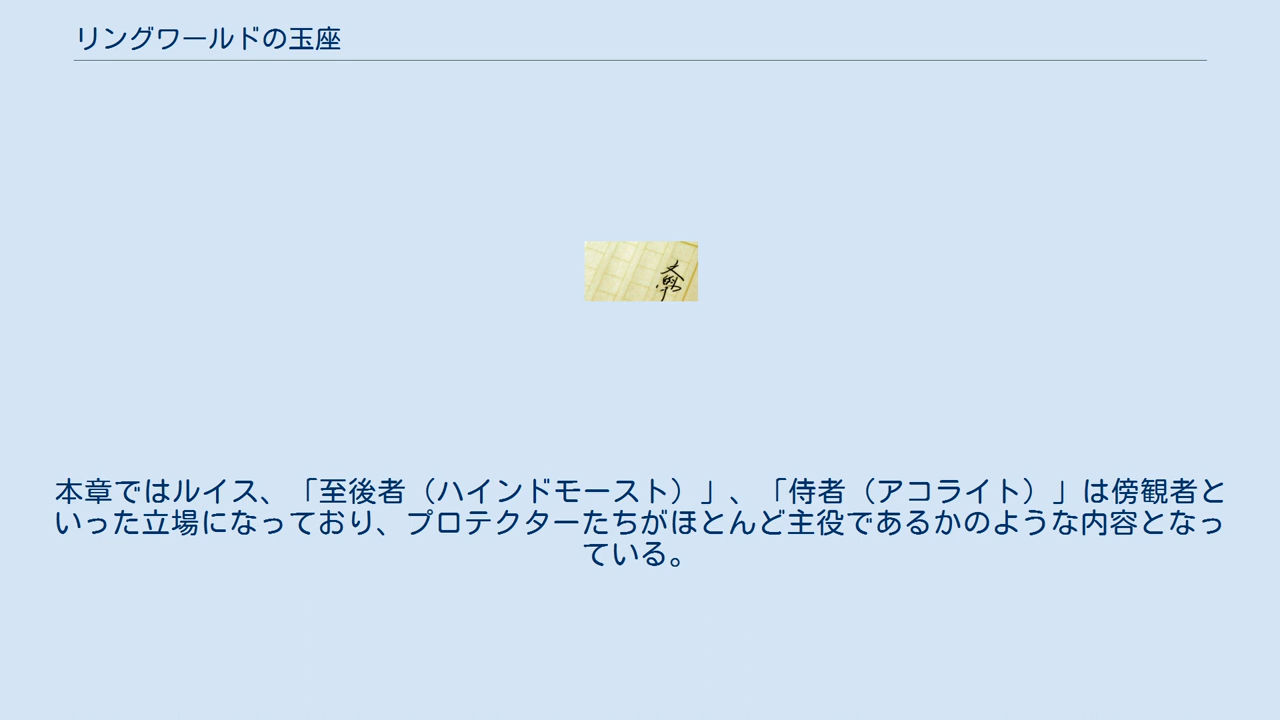 リングワールドの玉座
本章ではルイス、「至後者（ハインドモースト）」、「侍者（アコライト）」は傍観者と
いった立場になっており、プロテクターたちがほとんど主役であるかのような内容となっ
ている。